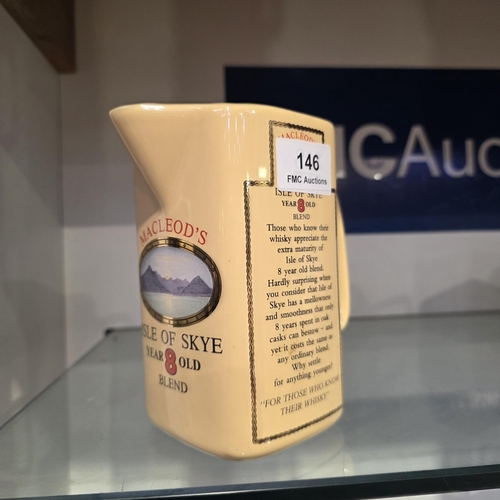 MACLEOD'S
ISLE OF SKYE
YEAR 8 OLD
BLEND
MACLEOD'S
146
FMC Auctions
ISLE OF SKYE
YEAR 8 OLD
BLEND
Those who know their
whisky appreciate the
extra maturity of
Isle of Skye
8 year old blend.
Hardly surprising when
you consider that Isle of
Skye has a mellowness
and smoothness that only
8 years spent in oak
casks can bestow - and
yet it costs the same as
any ordinary blend.
Why settle
for anything younger?
"FOR THOSE WHO KNOW
THEIR WHISKY"
MCAuc